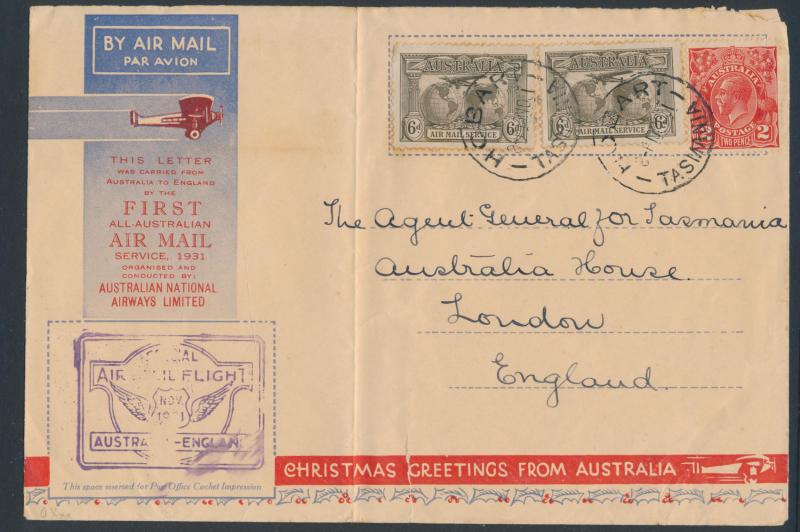 BY AIR MAIL
PAR AVION
THIS LETTER
WAS CARRIED FROM
AUSTRALIA TO ENGLAND
BY THE
FIRST
ALL-AUSTRALIAN
AIR MAIL
SERVICE, 1931
ORGANISED AND
CONDUCTED BY:
AUSTRALIAN NATIONAL
AIRWAYS LIMITED
AUSTRALIA
6d 6d
AIR MAIL SERVICE
AUSTRALIA
6d 6d
AIR MAIL SERVICE
AUSTRALIA
POSTAGE
2
TWO PENCE
HOBART
TASMANIA
HOBART
TASMANIA
The Agent General for Tasmania
Australia House.
London
England.
AIR MAIL FLIGHT
NOV.
1931
AUSTRALIA-ENGLAN
This space reserved for Post Office Cachet Impression
CHRISTMAS GREETINGS FROM AUSTRALIA